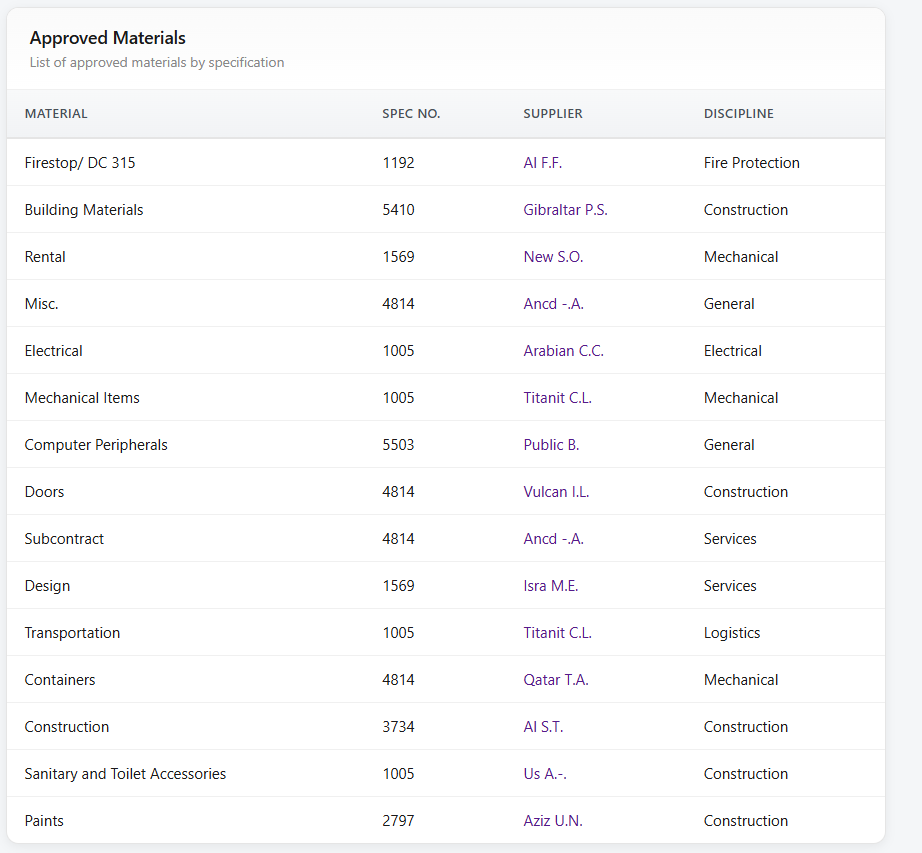 Approved Materials
List of approved materials by specification
MATERIAL SPEC NO. SUPPLIER DISCIPLINE
Firestop/ DC 315 1192 Al F.F. Fire Protection
Building Materials 5410 Gibraltar P.S. Construction
Rental 1569 New S.O. Mechanical
Misc. 4814 Ancd -.A. General
Electrical 1005 Arabian C.C. Electrical
Mechanical Items 1005 Titanit C.L. Mechanical
Computer Peripherals 5503 Public B. General
Doors 4814 Vulcan I.L. Construction
Subcontract 4814 Ancd -.A. Services
Design 1569 Isra M.E. Services
Transportation 1005 Titanit C.L. Logistics
Containers 4814 Qatar T.A. Mechanical
Construction 3734 Al S.T. Construction
Sanitary and Toilet Accessories 1005 Us A.-. Construction
Paints 2797 Aziz U.N. Construction